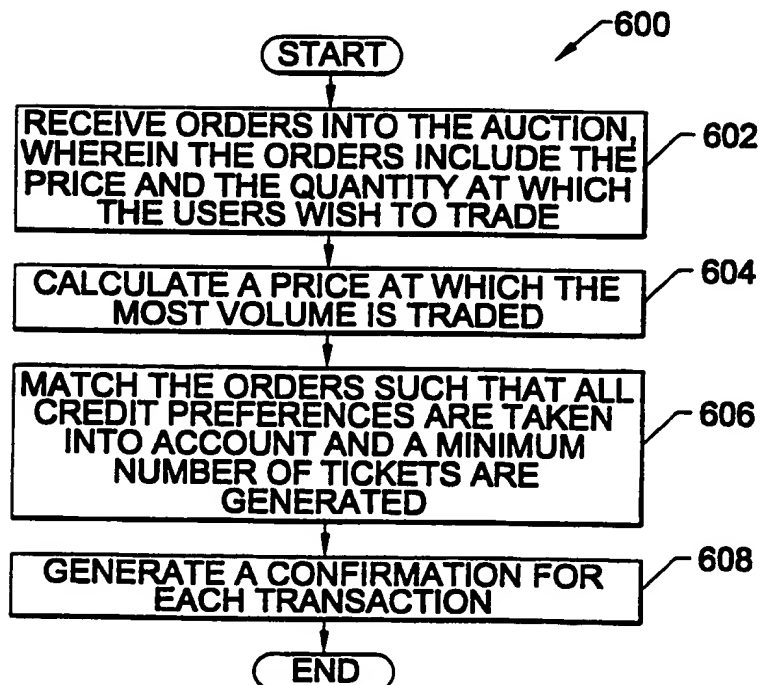 600
START
RECEIVE ORDERS INTO THE AUCTION,
WHEREIN THE ORDERS INCLUDE THE
PRICE AND THE QUANTITY AT WHICH
THE USERS WISH TO TRADE
602
CALCULATE A PRICE AT WHICH THE
MOST VOLUME IS TRADED
604
MATCH THE ORDERS SUCH THAT ALL
CREDIT PREFERENCES ARE TAKEN
INTO ACCOUNT AND A MINIMUM
NUMBER OF TICKETS ARE
GENERATED
606
GENERATE A CONFIRMATION FOR
EACH TRANSACTION
608
END